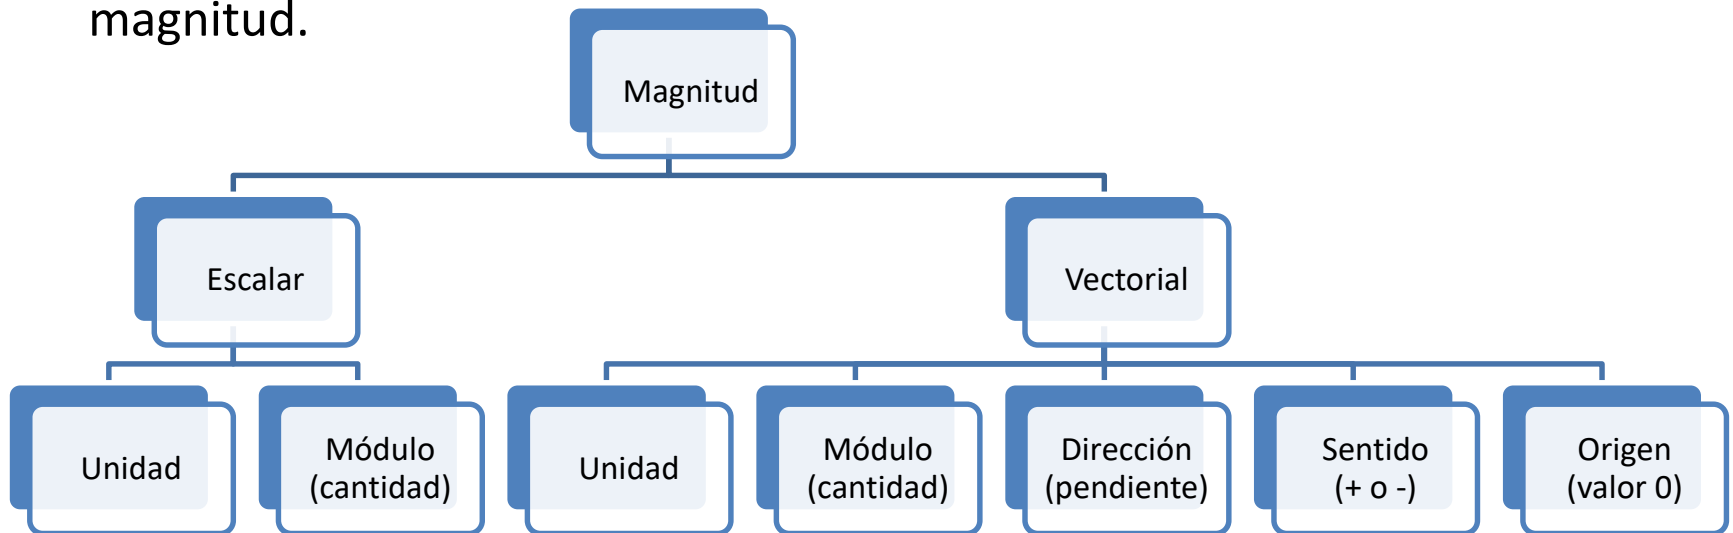 magnitud.
Magnitud
Escalar
Vectorial
Unidad
Módulo
(cantidad)
Unidad
Módulo
(cantidad)
Dirección
(pendiente)
Sentido
(+ o -)
Origen
(valor 0)